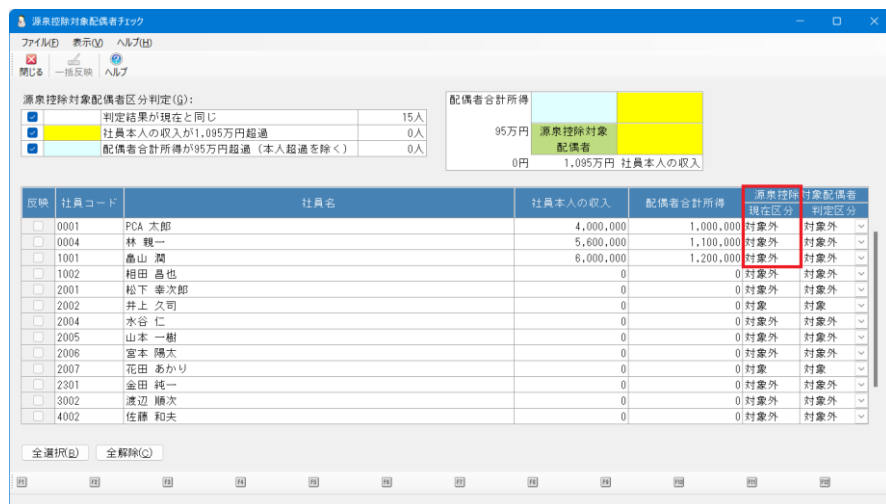 源泉控除対象配偶者チェック
ファイル(F) 表示(V) ヘルプ(H)
閉じる 一括反映 ヘルプ
源泉控除対象配偶者区分判定(G):
判定結果が現在と同じ 15人
社員本人の収入が1,095万円超過 0人
配偶者合計所得が95万円超過（本人超過を除く） 0人
配偶者合計所得
95万円 源泉控除対象
配偶者
0円 1,095万円 社員本人の収入
反映 社員コード 社員名 社員本人の収入 配偶者合計所得 源泉控除対象配偶者
現在区分 判定区分
0001 PCA 太郎 4,000,000 1,000,000 対象外 対象外
0004 林 親一 5,600,000 1,100,000 対象外 対象外
1001 畠山 潤 6,000,000 1,200,000 対象外 対象外
1002 相田 昌也 0 0 対象外 対象外
2001 松下 幸次郎 0 0 対象外 対象外
2002 井上 久司 0 0 対象 対象
2004 水谷 仁 0 0 対象外 対象外
2005 山本 一樹 0 0 対象外 対象外
2006 宮本 陽太 0 0 対象外 対象外
2007 花田 あかり 0 0 対象 対象
2301 金田 純一 0 0 対象外 対象外
3002 渡辺 順次 0 0 対象外 対象外
4002 佐藤 和夫 0 0 対象外 対象外
全選択(B) 全解除(C)
F1 F2 F3 F4 F5 F6 F7 F8 F9 F10 F11 F12